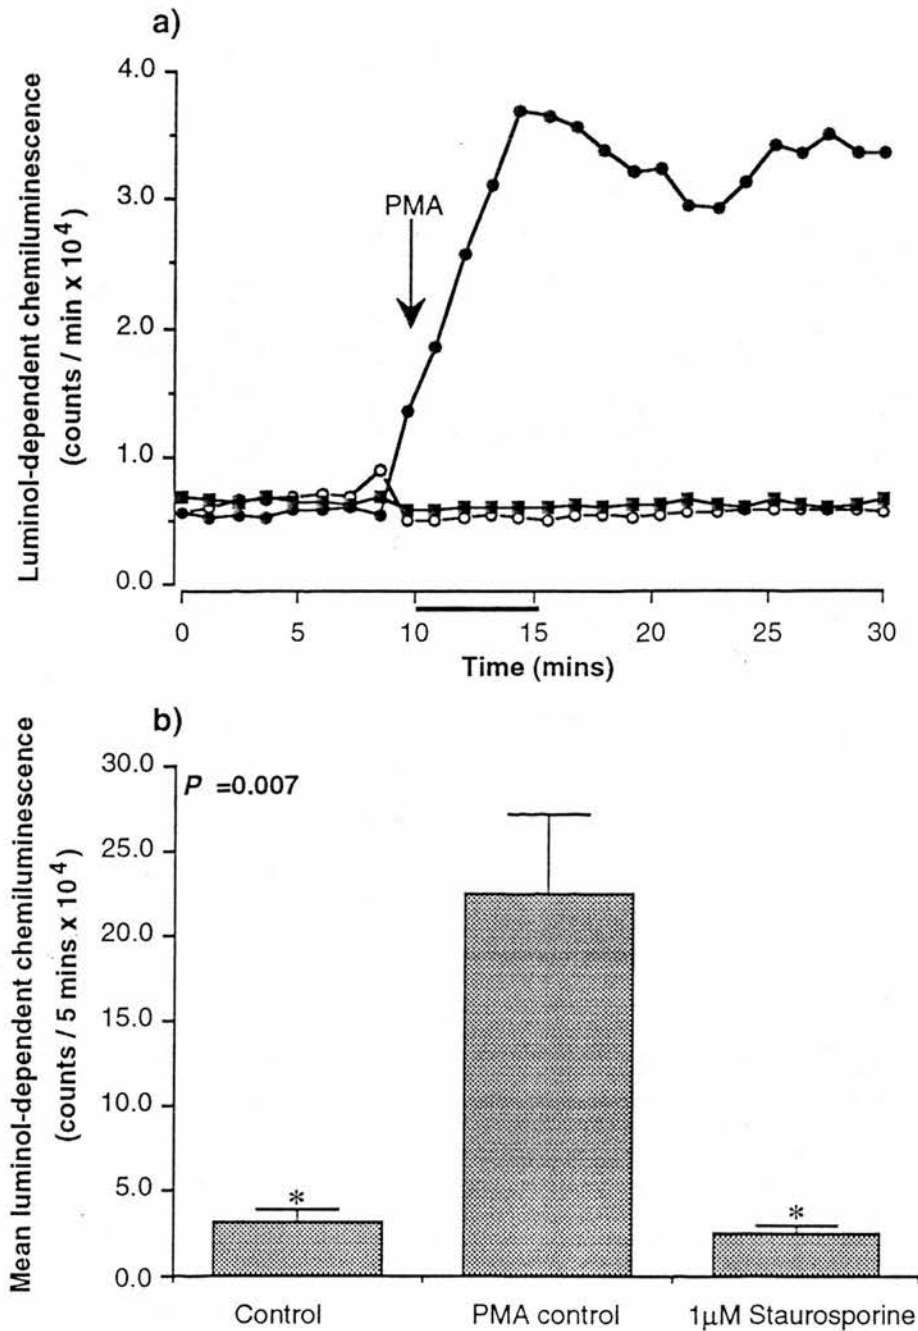 a)
Luminol-dependent chemiluminescence
(counts / min x 10⁴)
4.0
3.0
2.0
1.0
0.0
PMA
0 5 10 15 20 25 30
Time (mins)
b)
Mean luminol-dependent chemiluminescence
(counts / 5 mins x 10⁴)
30.0
25.0
20.0
15.0
10.0
5.0
0.0
P =0.007
* *
Control PMA control 1µM Staurosporine